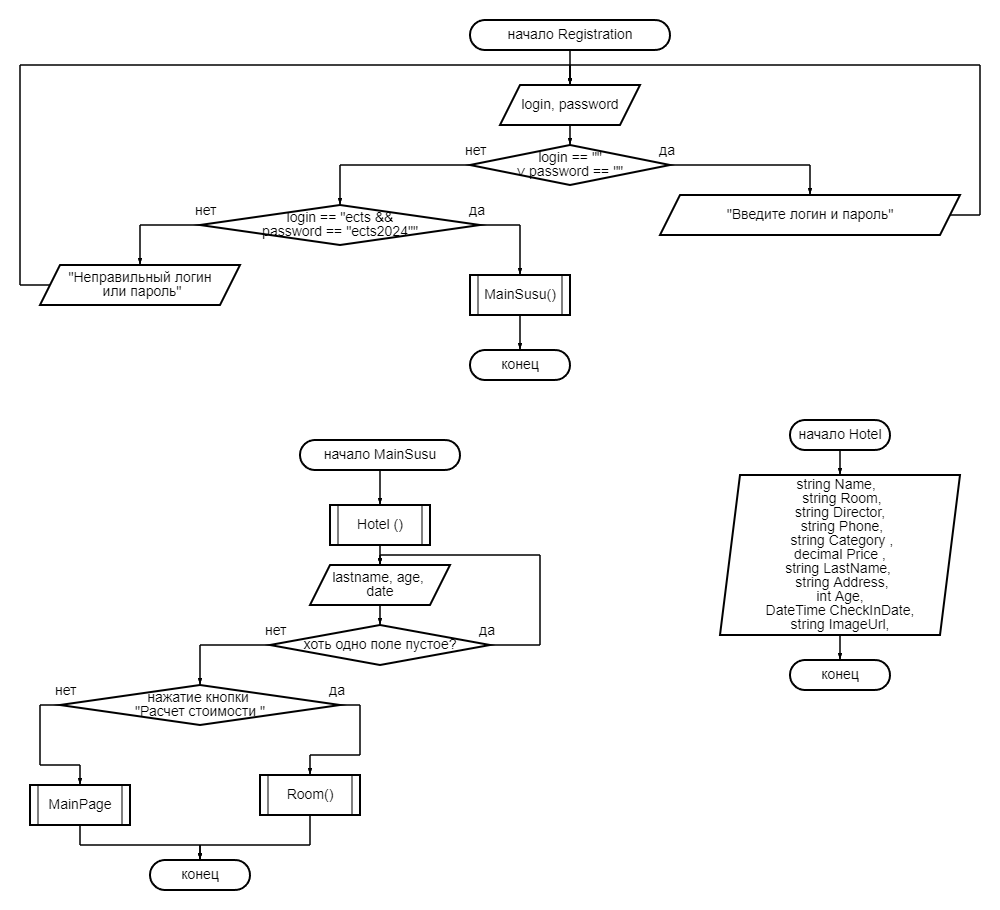 начало Registration
login, password
нет
да
login == ""
v password == ""
"Введите логин и пароль"
нет
да
login == "ects &&
password == "ects2024""
"Неправильный логин
или пароль"
MainSusu()
конец
начало MainSusu
Hotel ()
lastname, age,
date
нет
да
хоть одно поле пустое?
нет
да
нажатие кнопки
"Расчет стоимости "
MainPage
Room()
конец
начало Hotel
string Name,
string Room,
string Director,
string Phone,
string Category ,
decimal Price ,
string LastName,
string Address,
int Age,
DateTime CheckInDate,
string ImageUrl,
конец